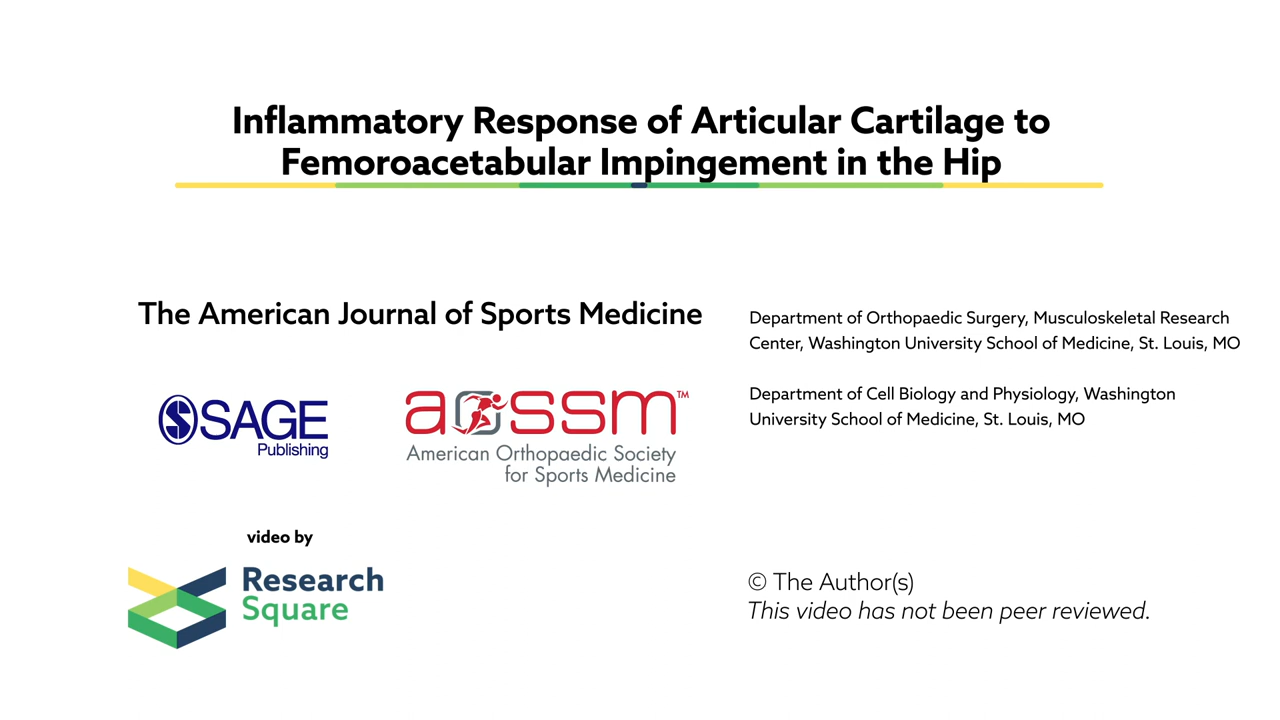 Inflammatory Response of Articular Cartilage to
Femoroacetabular Impingement in the Hip
The American Journal of Sports Medicine
SAGE
Publishing
aossm™
American Orthopaedic Society
for Sports Medicine
Department of Orthopaedic Surgery, Musculoskeletal Research
Center, Washington University School of Medicine, St. Louis, MO
Department of Cell Biology and Physiology, Washington
University School of Medicine, St. Louis, MO
video by
Research
Square
© The Author(s)
This video has not been peer reviewed.